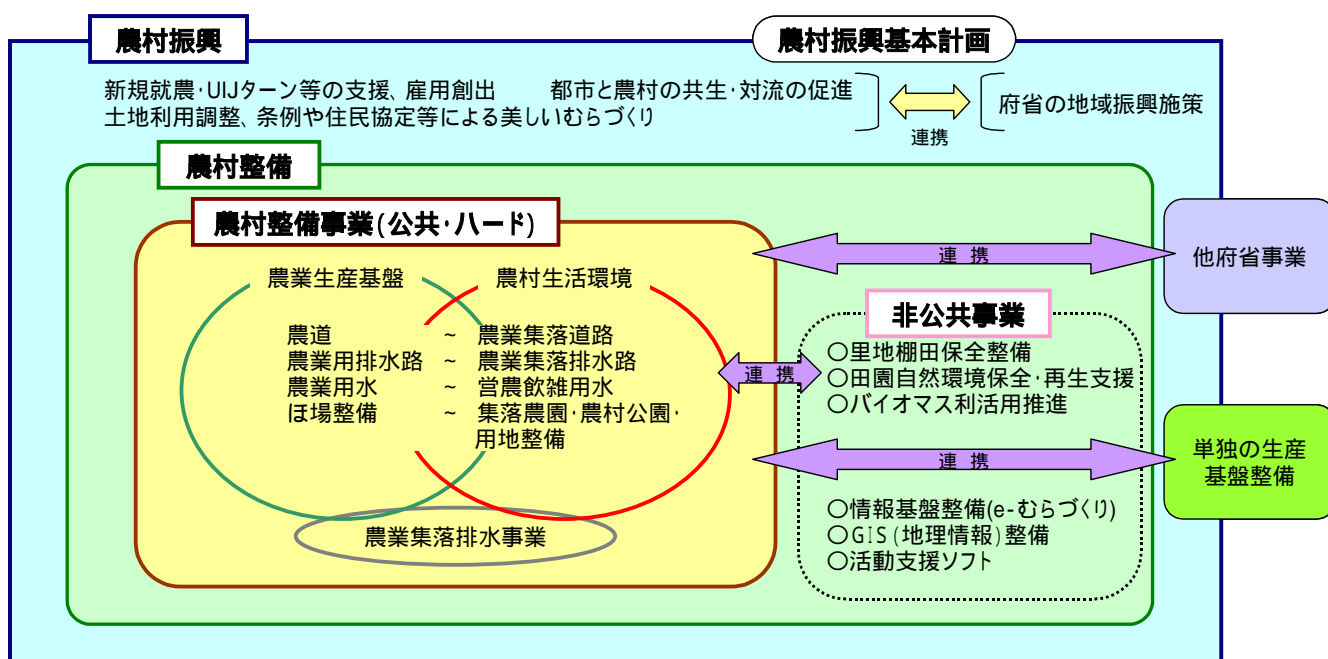 農村振興
農村振興基本計画
新規就農･UIJターン等の支援、雇用創出
都市と農村の共生･対流の促進
土地利用調整、条例や住民協定等による美しいむらづくり
連携
府省の地域振興施策
農村整備
農村整備事業(公共･ハード)
連 携
他府省事業
農業生産基盤
農村生活環境
農道 ～ 農業集落道路
農業用排水路 ～ 農業集落排水路
農業用水 ～ 営農飲雑用水
ほ場整備 ～ 集落農園･農村公園･
用地整備
農業集落排水事業
連 携
非公共事業
○里地棚田保全整備
○田園自然環境保全･再生支援
○バイオマス利活用推進
連 携
単独の生産
基盤整備
○情報基盤整備(e-むらづくり)
○GIS(地理情報)整備
○活動支援ソフト